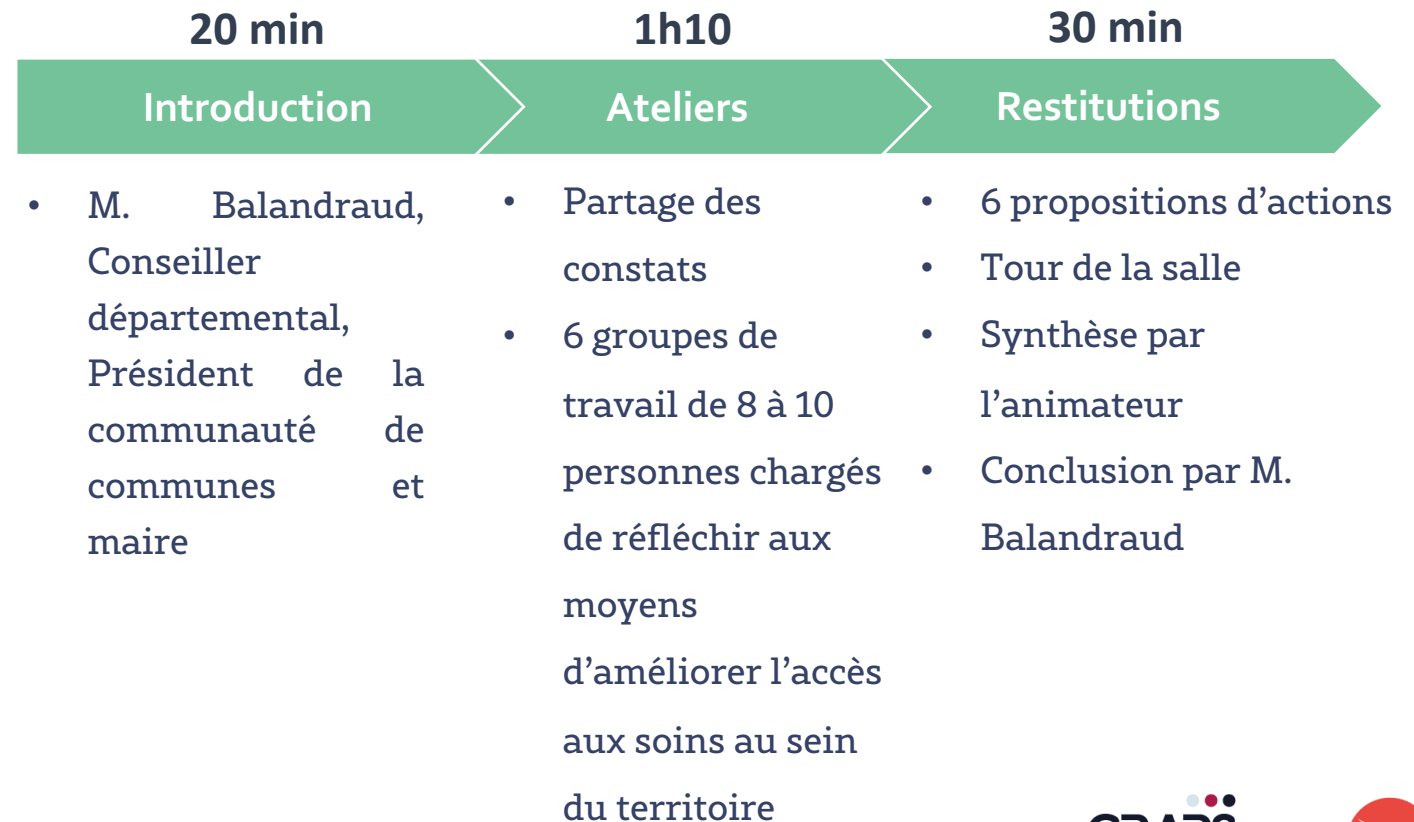 20 min
1h10
30 min
Introduction
Ateliers
Restitutions
• M. Balandraud,
Conseiller
départemental,
Président de la
communauté de
communes et
maire
• Partage des
constats
• 6 groupes de
travail de 8 à 10
personnes chargés
de réfléchir aux
moyens
d’améliorer l’accès
aux soins au sein
du territoire
• 6 propositions d’actions
• Tour de la salle
• Synthèse par
l’animateur
• Conclusion par M.
Balandraud